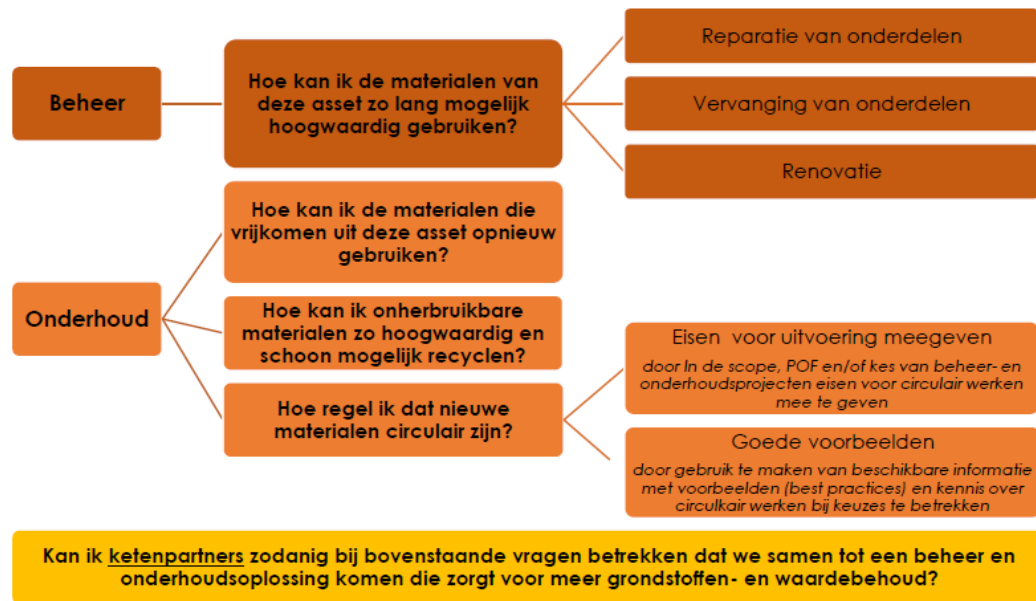 Beheer
Hoe kan ik de materialen van
deze asset zo lang mogelijk
hoogwaardig gebruiken?
Reparatie van onderdelen
Vervanging van onderdelen
Renovatie
Onderhoud
Hoe kan ik de materialen die
vrijkomen uit deze asset opnieuw
gebruiken?
Hoe kan ik onherbruikbare
materialen zo hoogwaardig en
schoon mogelijk recyclen?
Hoe regel ik dat nieuwe
materialen circulair zijn?
Eisen voor uitvoering meegeven
door In de scope, POF en/of kes van beheer- en
onderhoudsprojecten eisen voor circulair werken
mee te geven
Goede voorbeelden
door gebruik te maken van beschikbare informatie
met voorbeelden (best practices) en kennis over
circulkair werken bij keuzes te betrekken
Kan ik ketenpartners zodanig bij bovenstaande vragen betrekken dat we samen tot een beheer en
onderhoudsoplossing komen die zorgt voor meer grondstoffen- en waardebehoud?